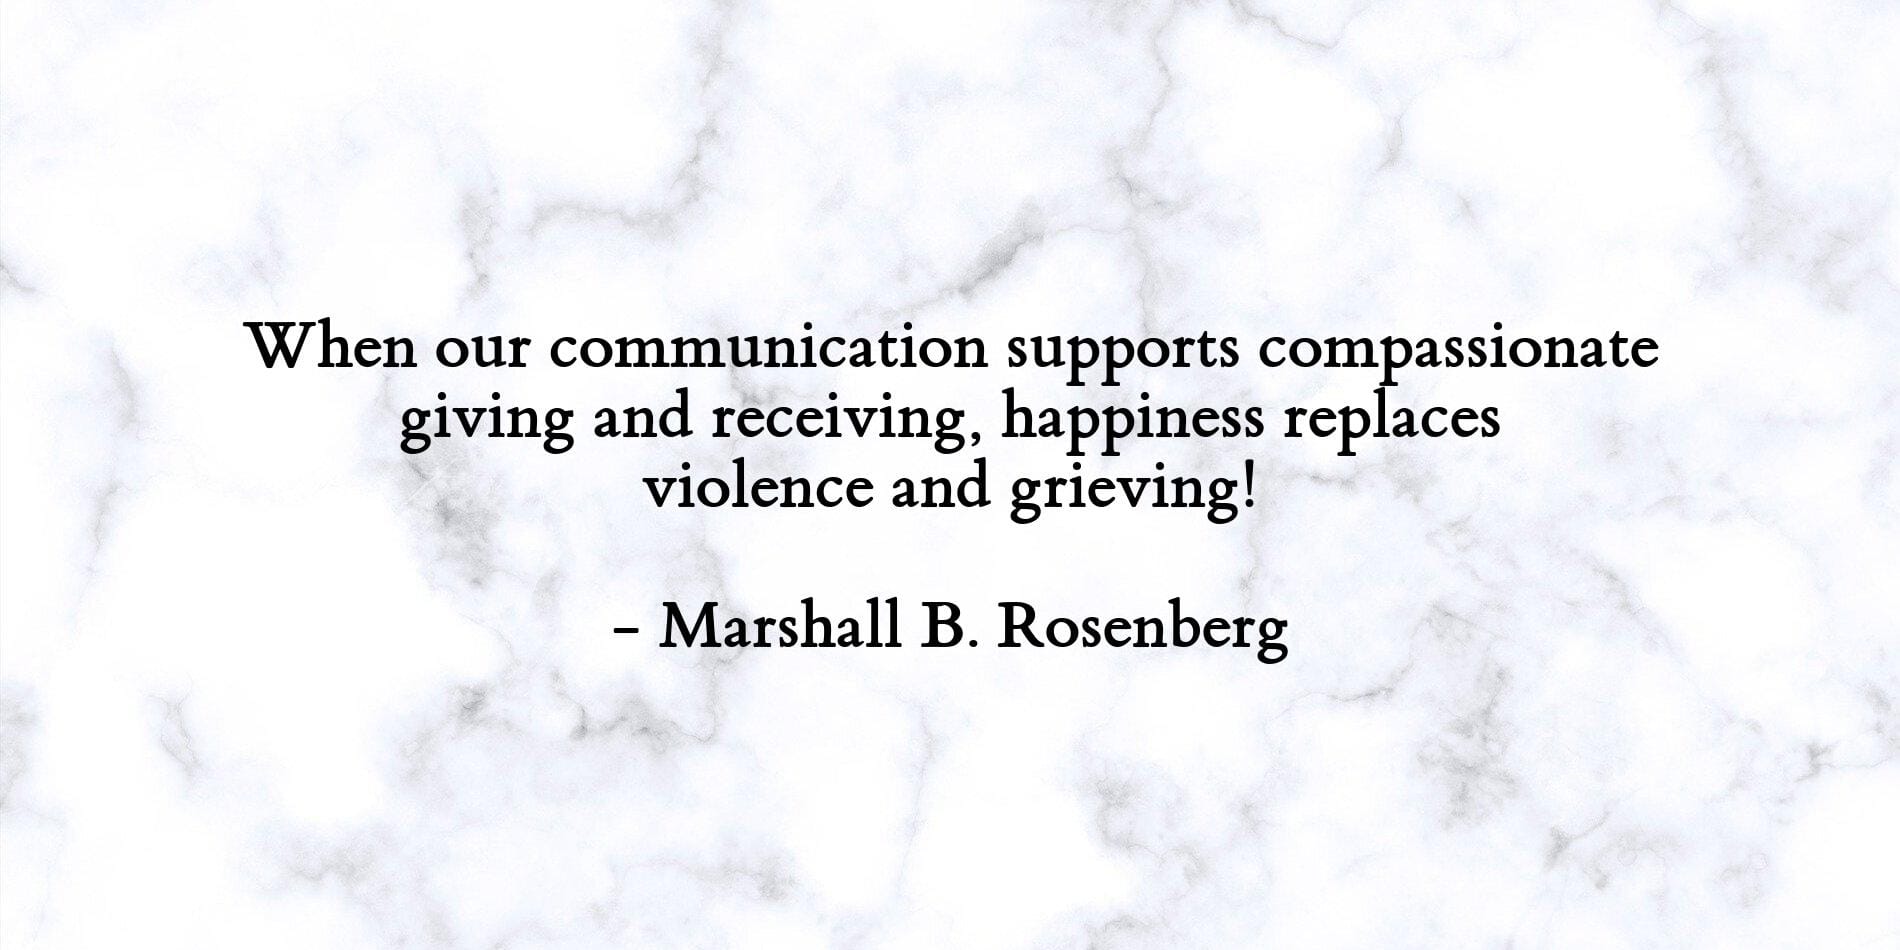 When our communication supports compassionate
giving and receiving, happiness replaces
violence and grieving!
- Marshall B. Rosenberg